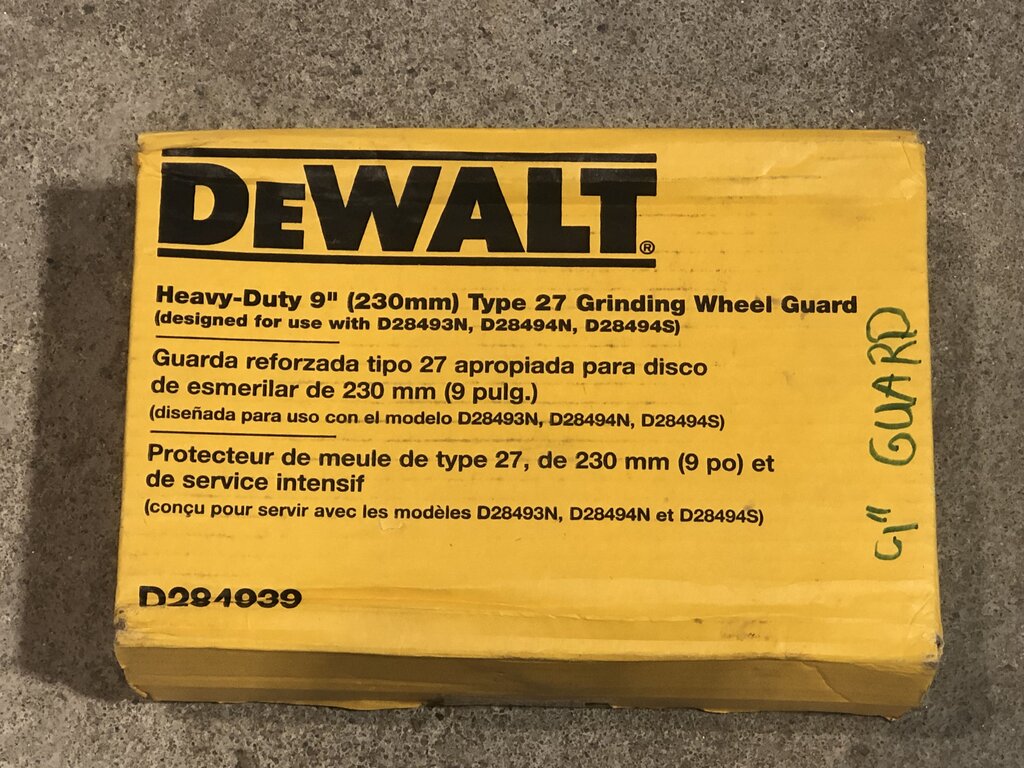 DEWALT®
Heavy-Duty 9" (230mm) Type 27 Grinding Wheel Guard
(designed for use with D28493N, D28494N, D28494S)
Guarda reforzada tipo 27 apropiada para disco
de esmerilar de 230 mm (9 pulg.)
(diseñada para uso con el modelo D28493N, D28494N, D28494S)
Protecteur de meule de type 27, de 230 mm (9 po) et
de service intensif
(conçu pour servir avec les modèles D28493N, D28494N et D28494S)
D284939
9" GUARD